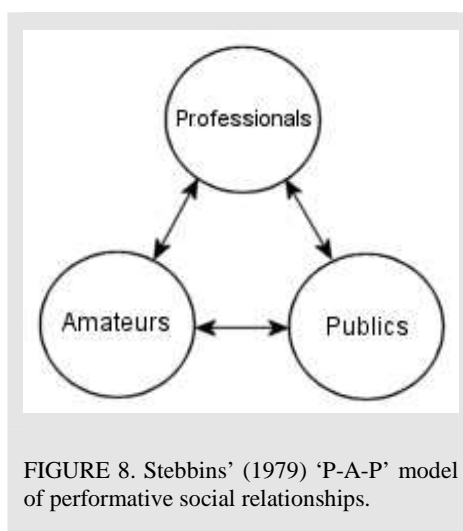 Professionals
Amateurs
Publics
FIGURE 8. Stebbins’ (1979) ‘P-A-P’ model
of performative social relationships.